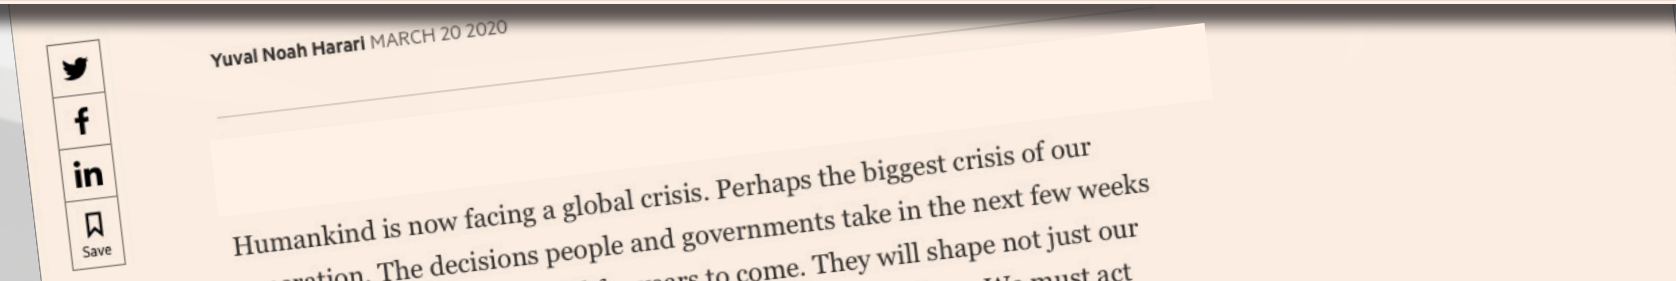 Yuval Noah Harari MARCH 20 2020
Save
Humankind is now facing a global crisis. Perhaps the biggest crisis of our
The decisions people and governments take in the next few weeks
to come. They will shape not just our
must act